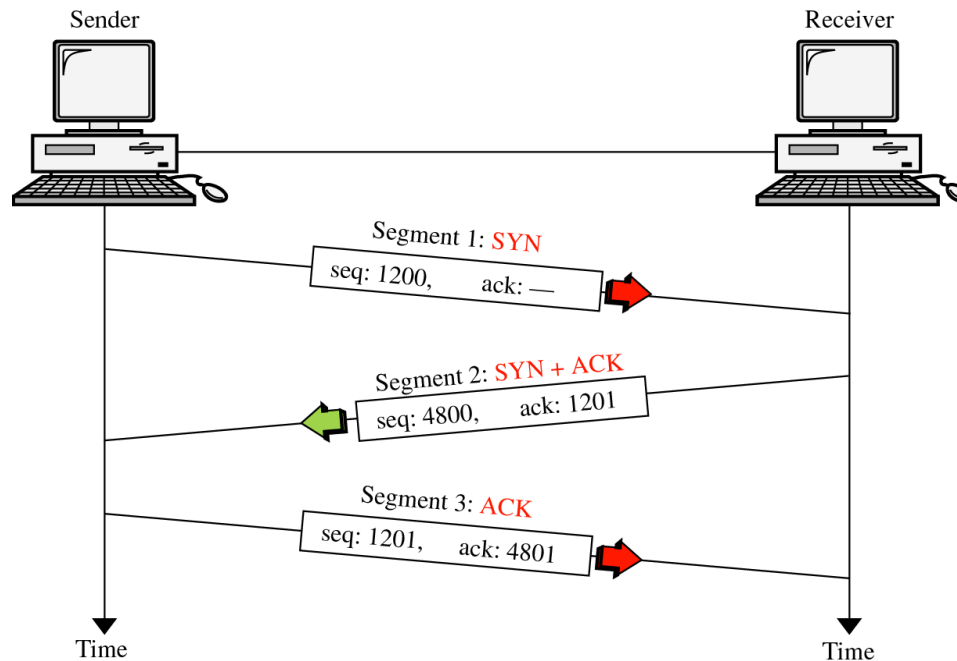 Sender
Receiver
Segment 1: SYN
seq: 1200, ack: —
Segment 2: SYN + ACK
seq: 4800, ack: 1201
Segment 3: ACK
seq: 1201, ack: 4801
Time
Time